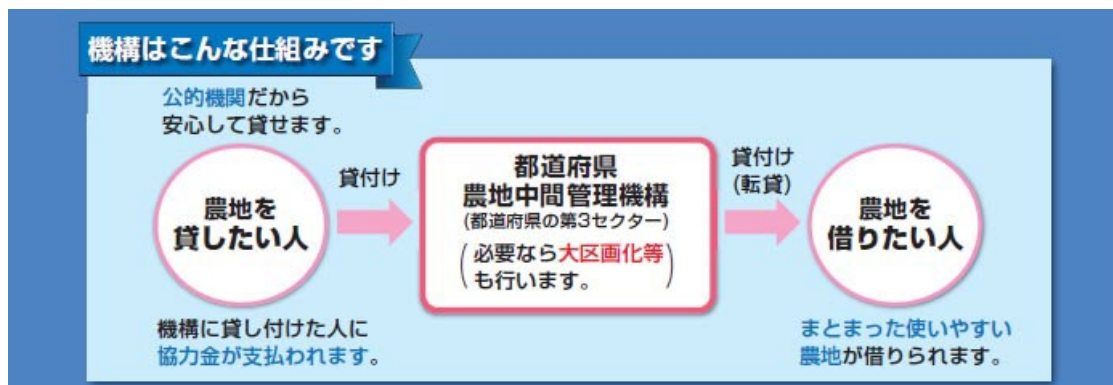 機構はこんな仕組みです
公的機関だから
安心して貸せます。
農地を
貸したい人
機構に貸し付けた人に
協力金が支払われます。
貸付け
都道府県
農地中間管理機構
(都道府県の第3セクター)
(必要なら大区画化等
も行います。)
貸付け
(転貸)
農地を
借りたい人
まとまった使いやすい
農地が借りられます。